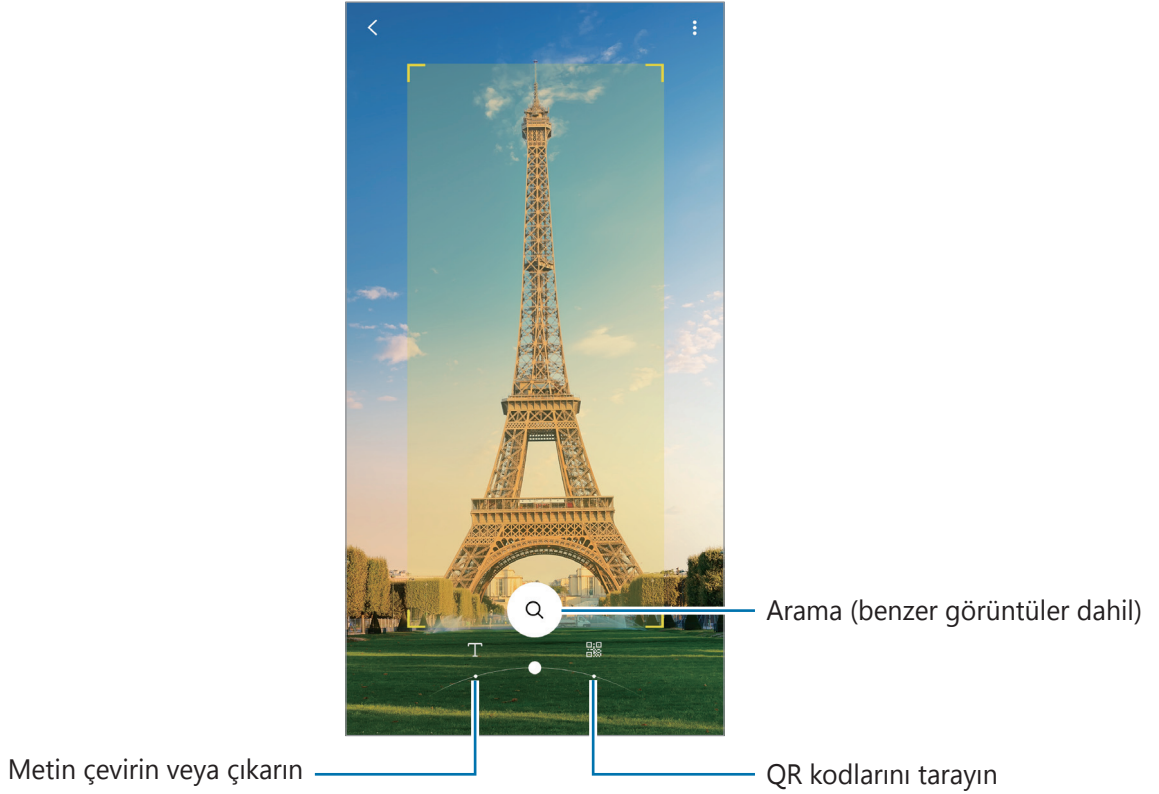 Arama (benzer görüntüler dahil)
Metin çevirin veya çıkarın
QR kodlarını tarayın